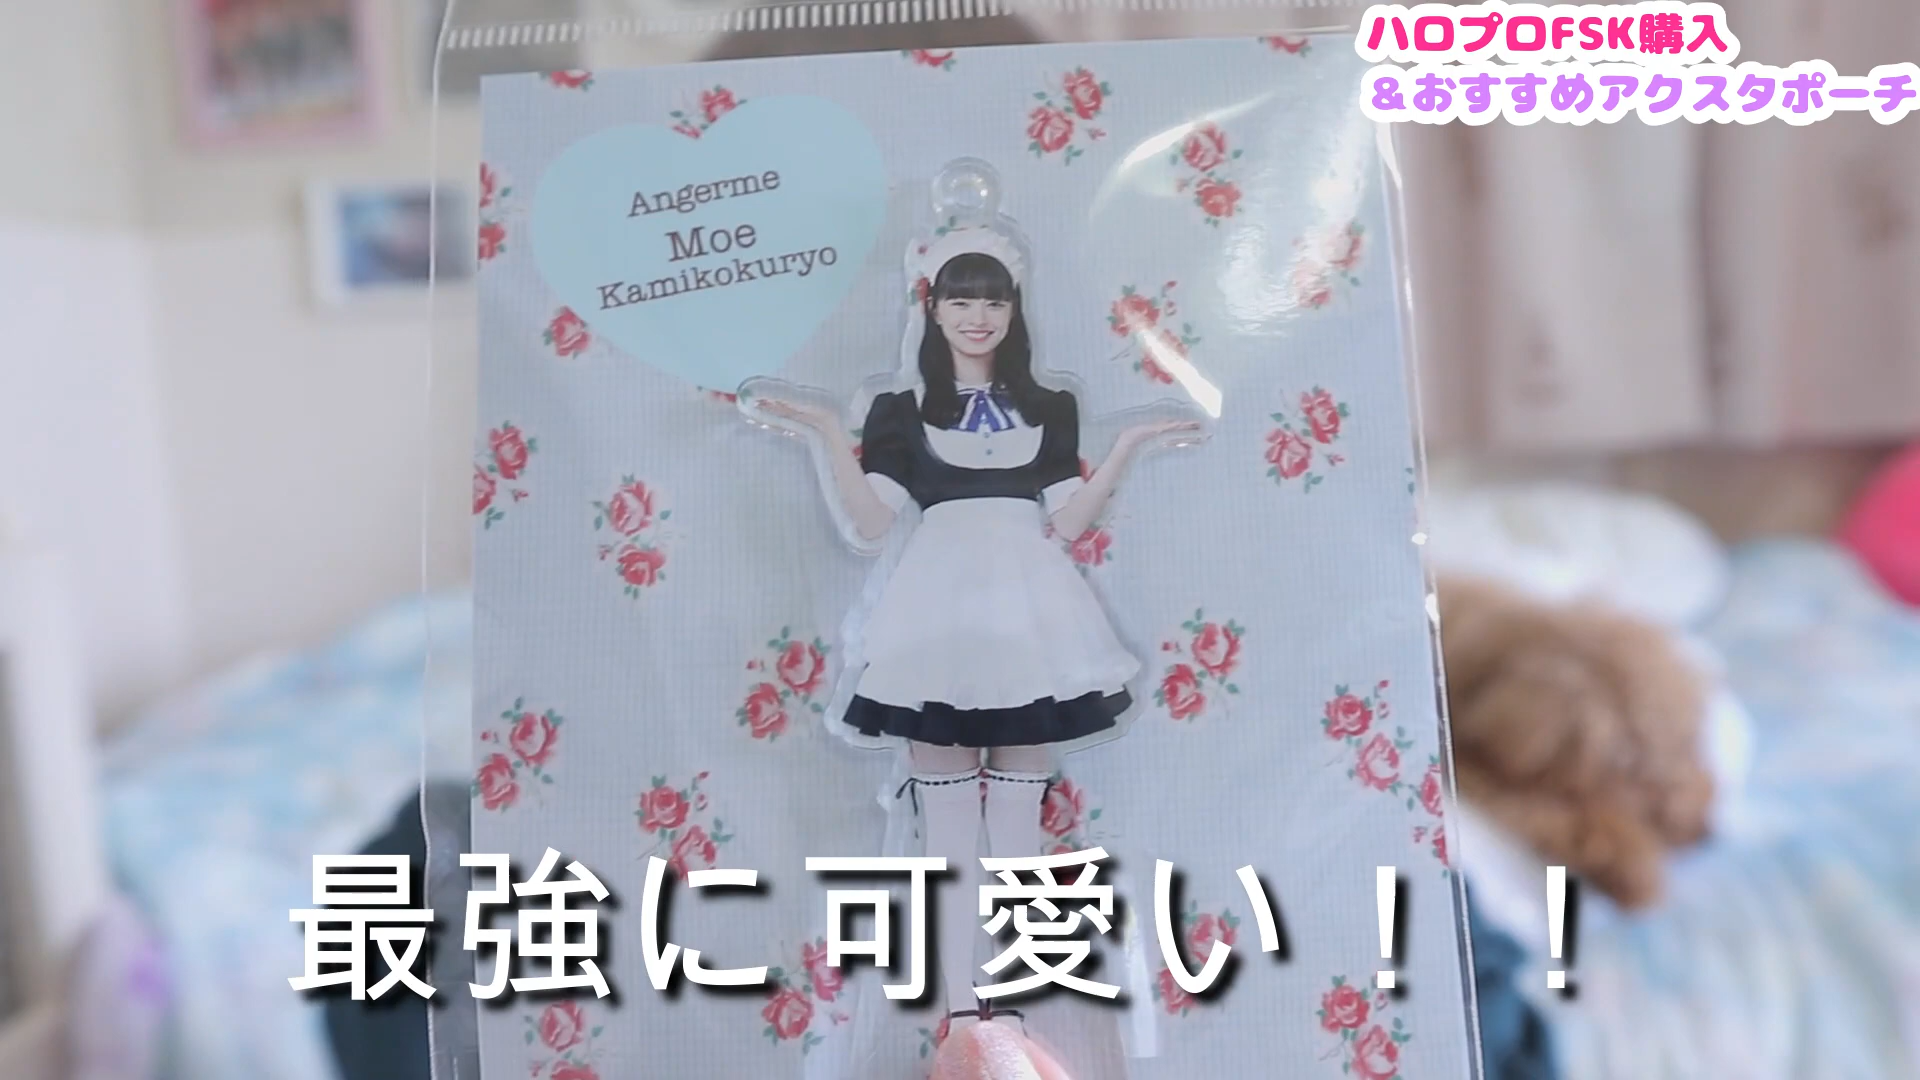 ハロプロFSK購入
&おすすめアクスタポーチ
Angerme
Moe
Kamikokuryo
最強に可愛い！！